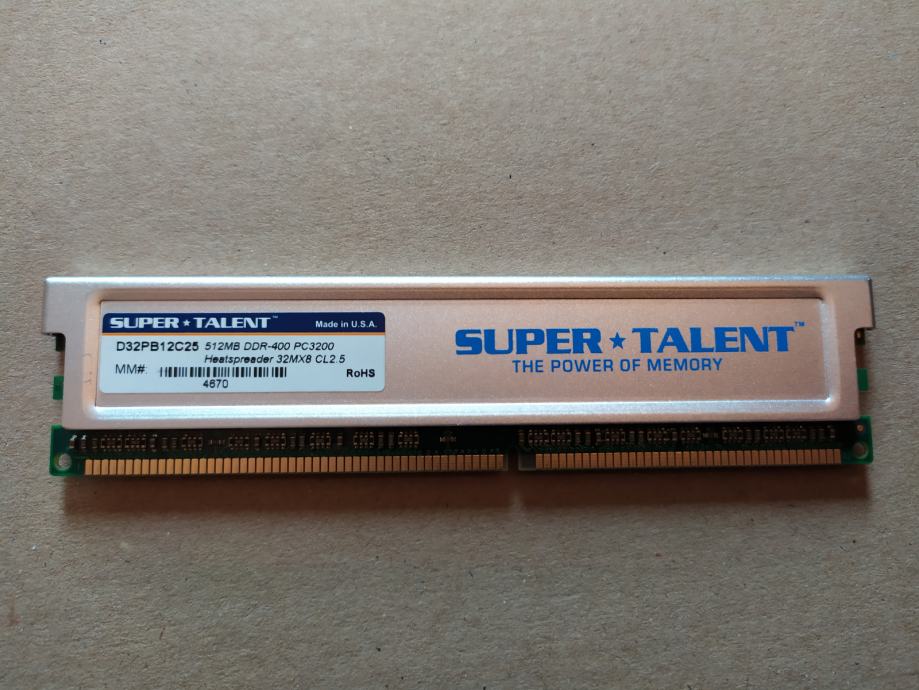 SUPER★TALENT™ Made in U.S.A.
D32PB12C25 512MB DDR-400 PC3200
Heatspreader 32MX8 CL2.5
MM#: RoHS
4670
SUPER★TALENT™
THE POWER OF MEMORY